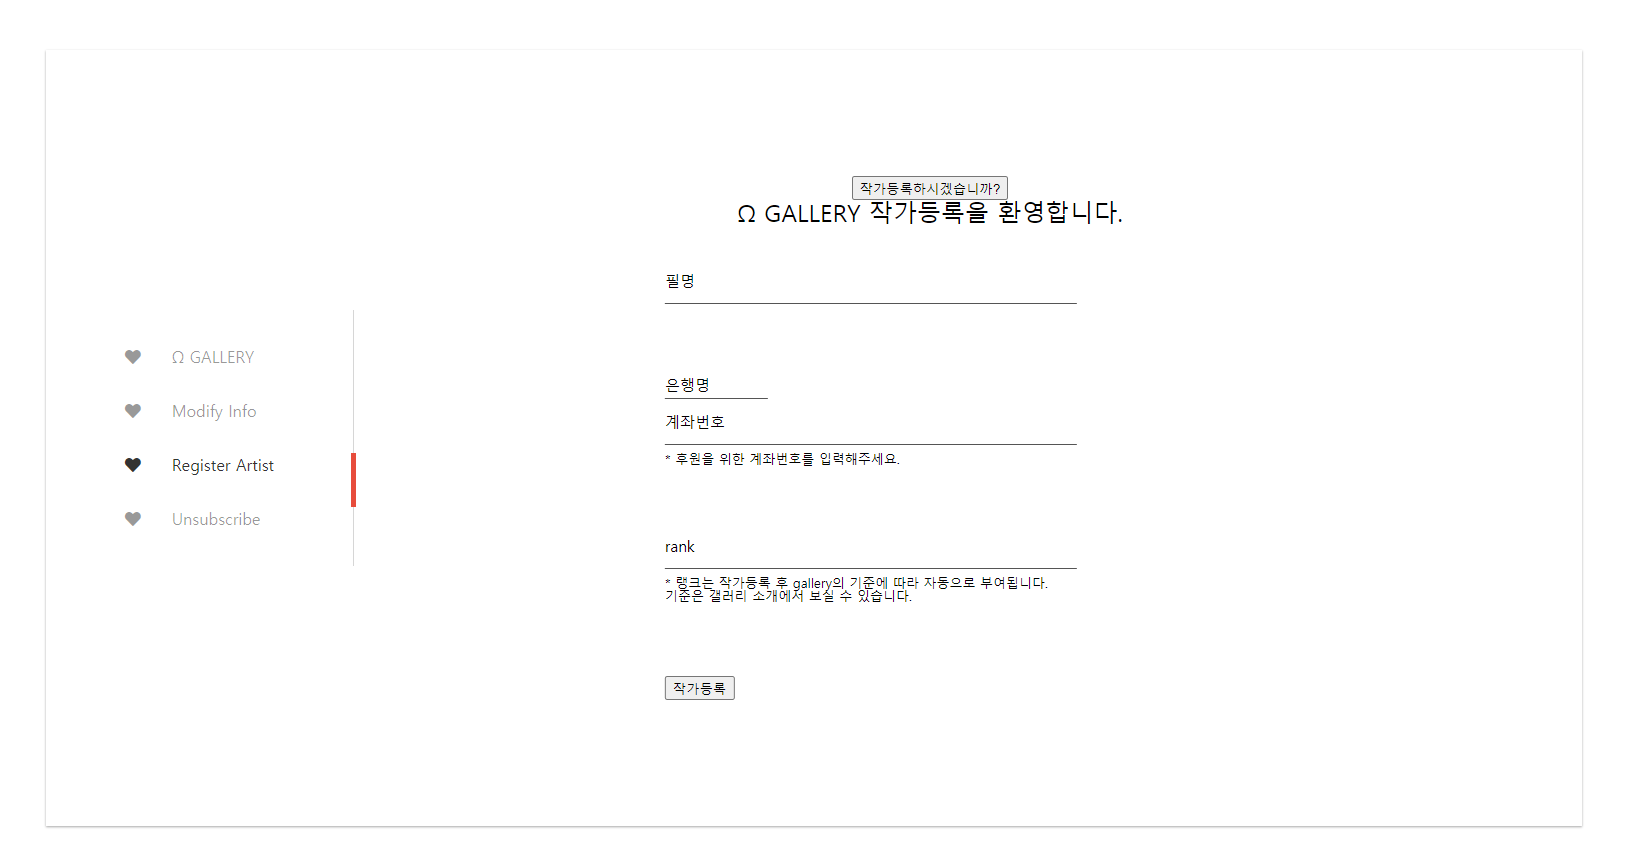 Ω GALLERY
Modify Info
Register Artist
Unsubscribe
작가등록하시겠습니까?
Ω GALLERY 작가등록을 환영합니다.
필명
은행명
계좌번호
* 후원을 위한 계좌번호를 입력해주세요.
rank
* 랭크는 작가등록 후 gallery의 기준에 따라 자동으로 부여됩니다.
기준은 갤러리 소개에서 보실 수 있습니다.
작가등록